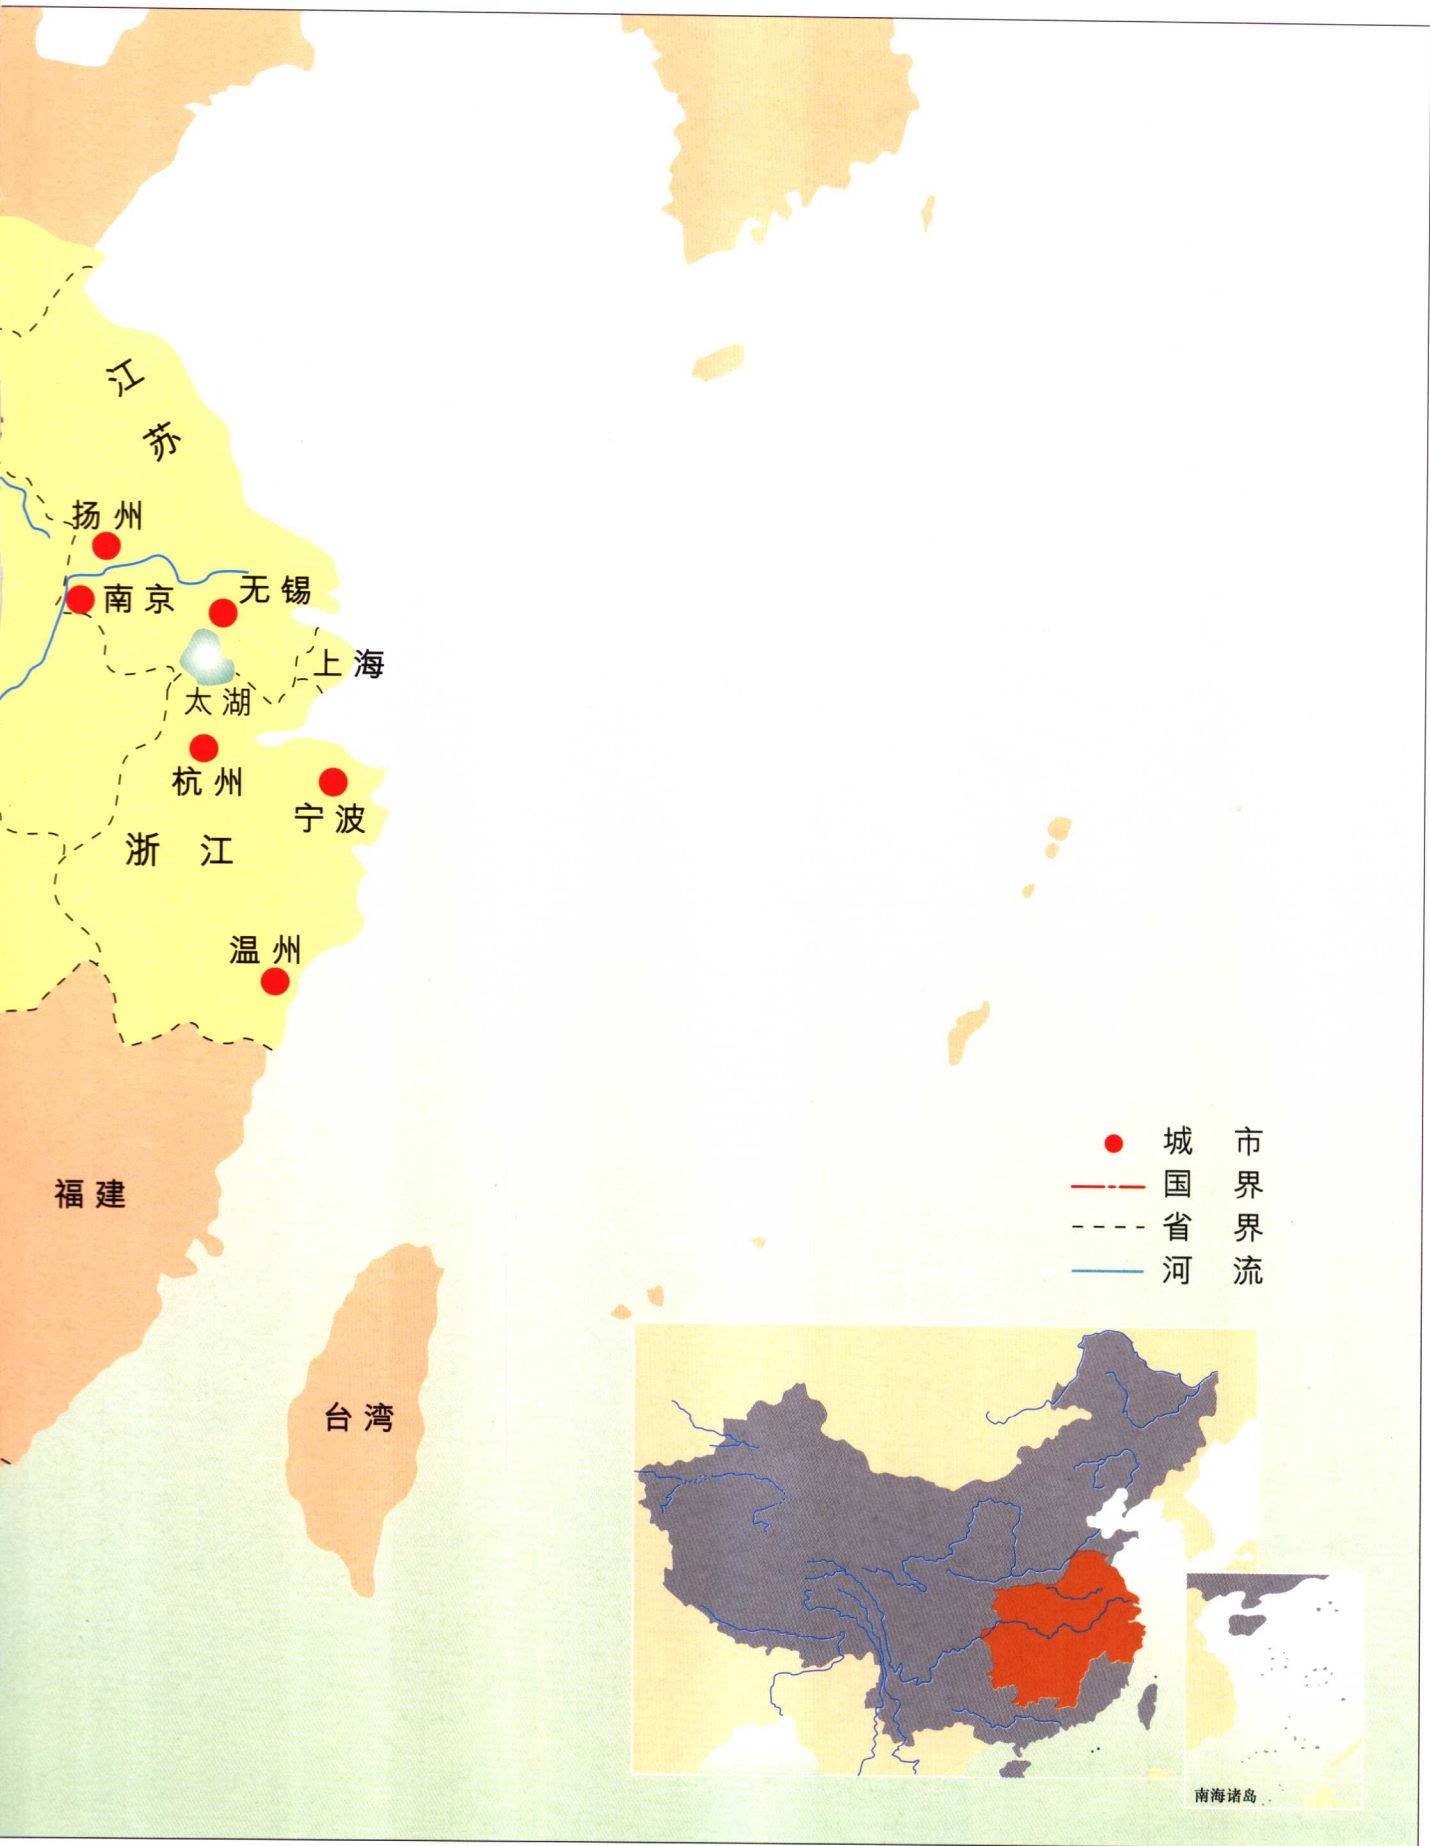 江
苏
扬州
南京
无锡
上海
太湖
杭州
宁波
浙江
温州
福建
台湾
城市
国界
省界
河流
南海诸岛